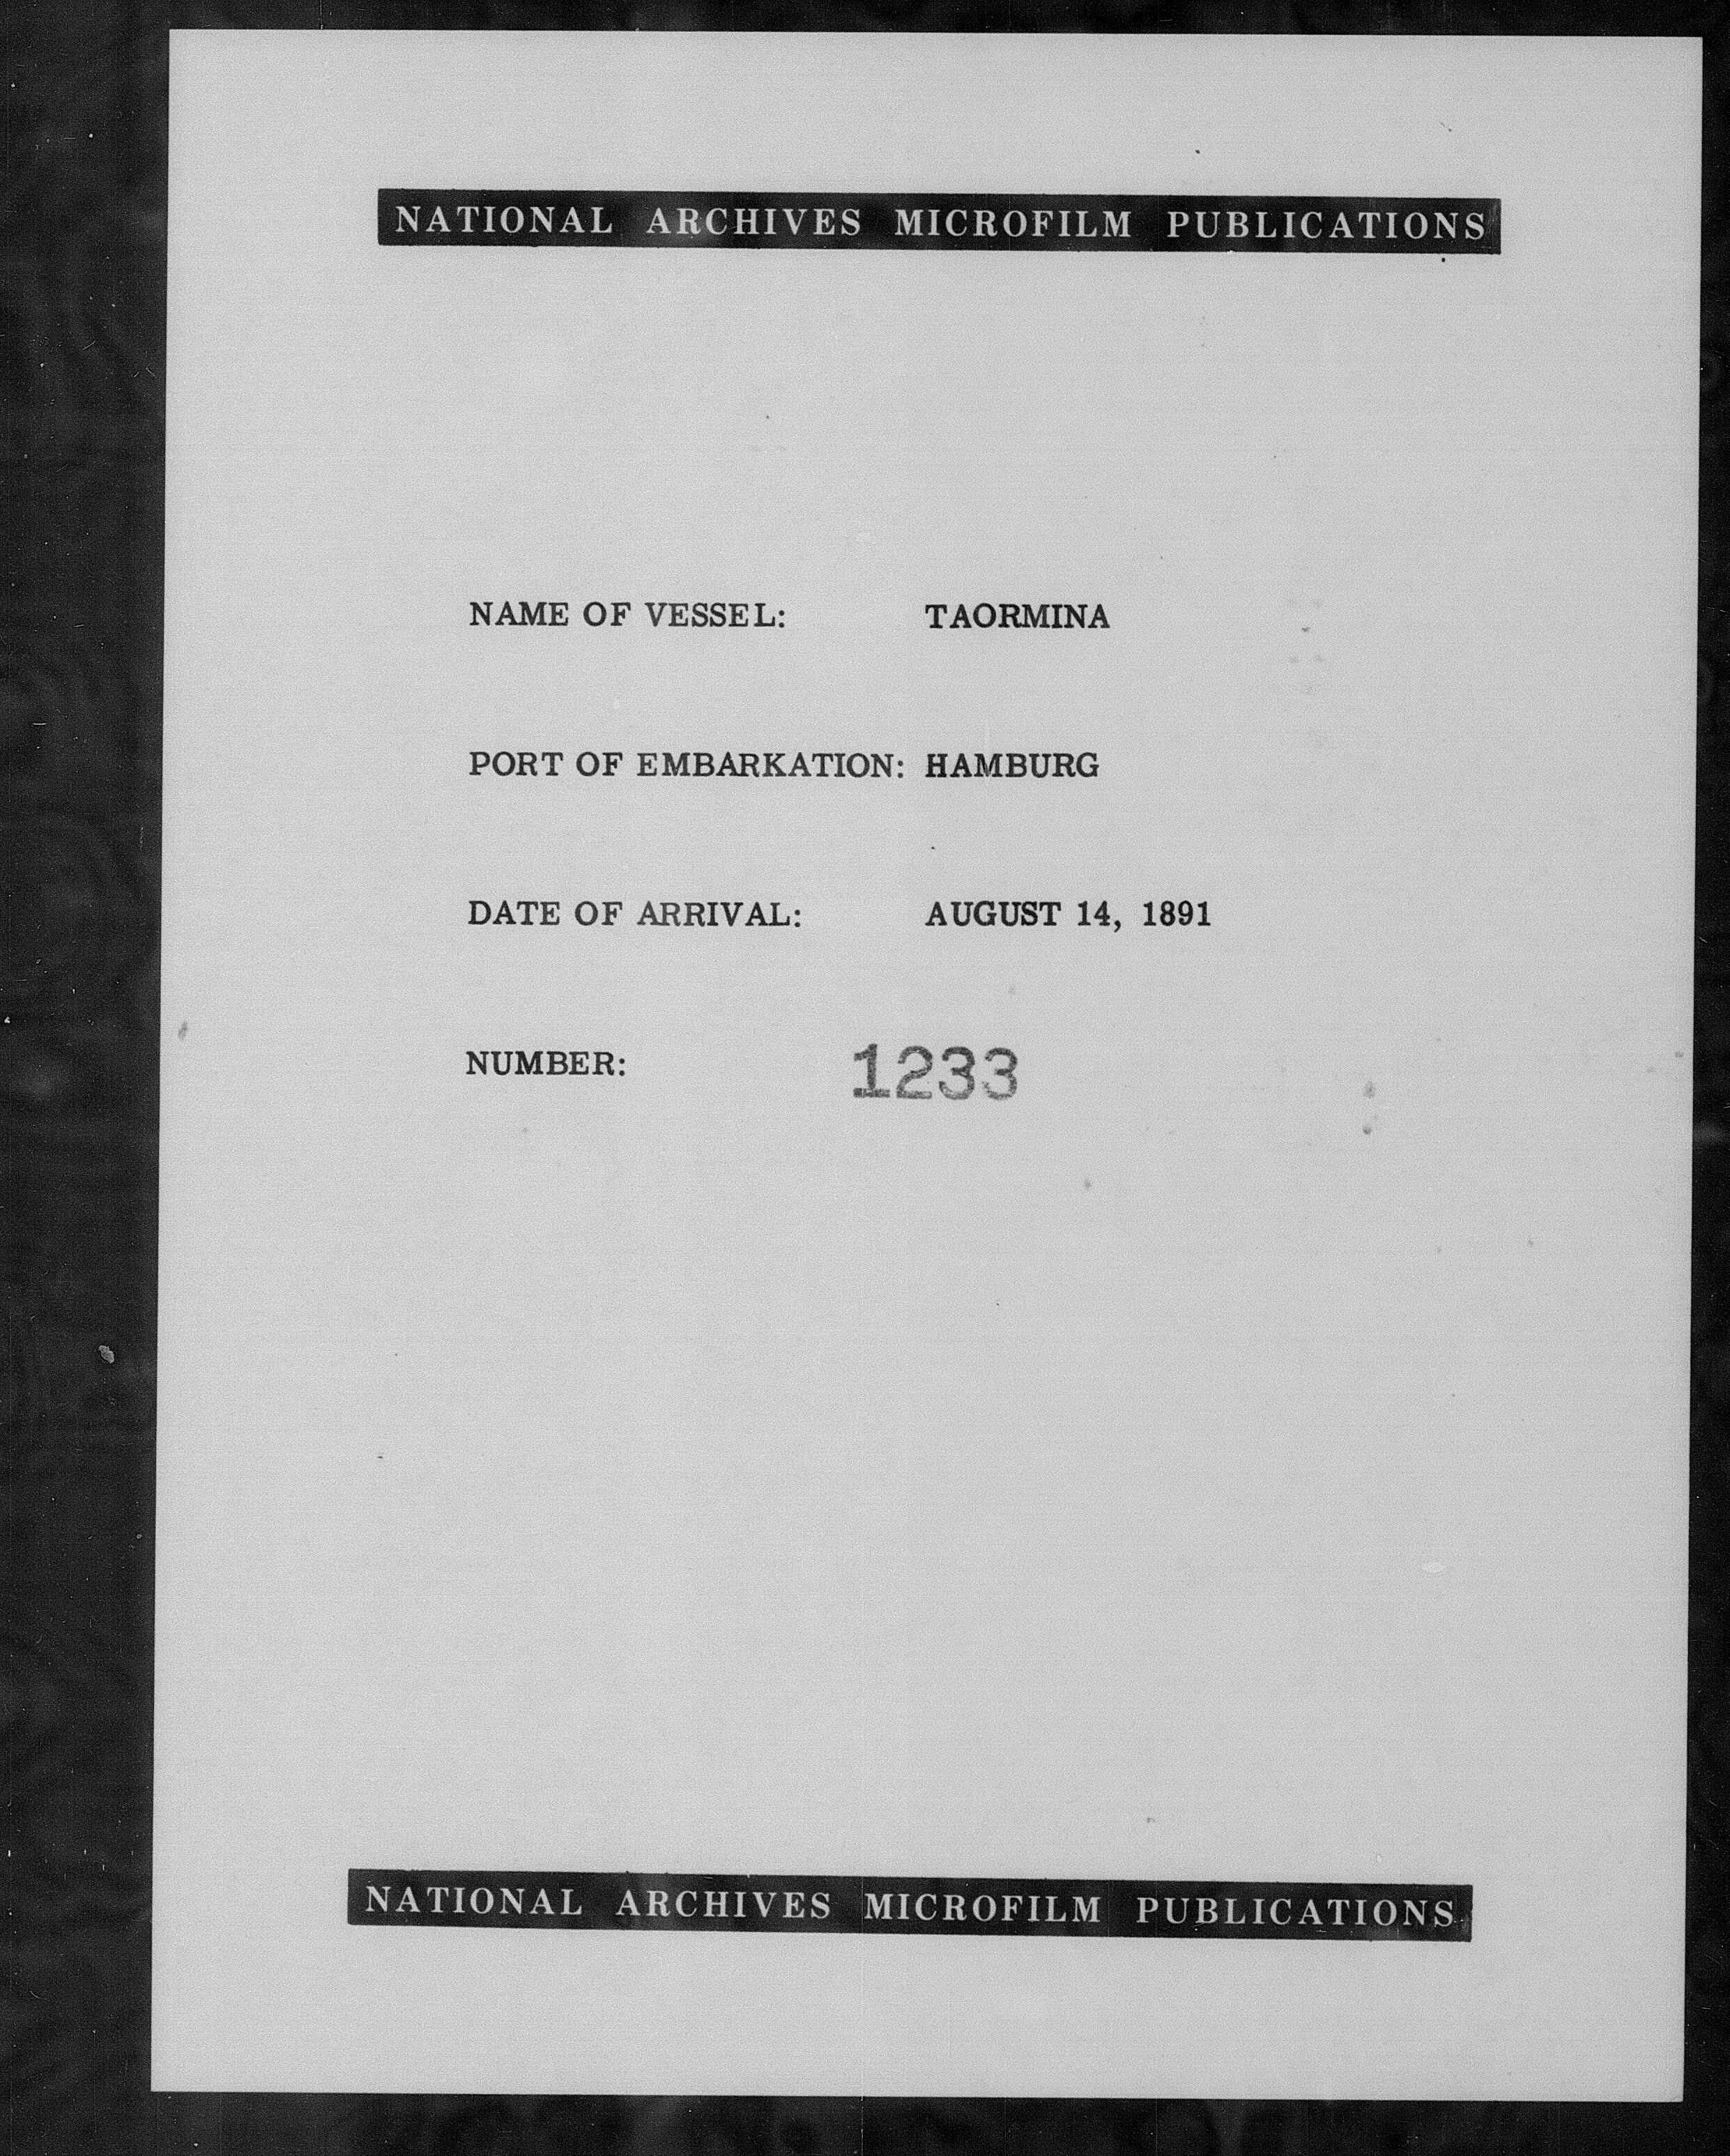 NATIONAL ARCHIVES MICROFILM PUBLICATIONS
NAME OF VESSEL: TAORMINA
PORT OF EMBARKATION: HAMBURG
DATE OF ARRIVAL: AUGUST 14, 1891
NUMBER: 1233
NATIONAL ARCHIVES MICROFILM PUBLICATIONS